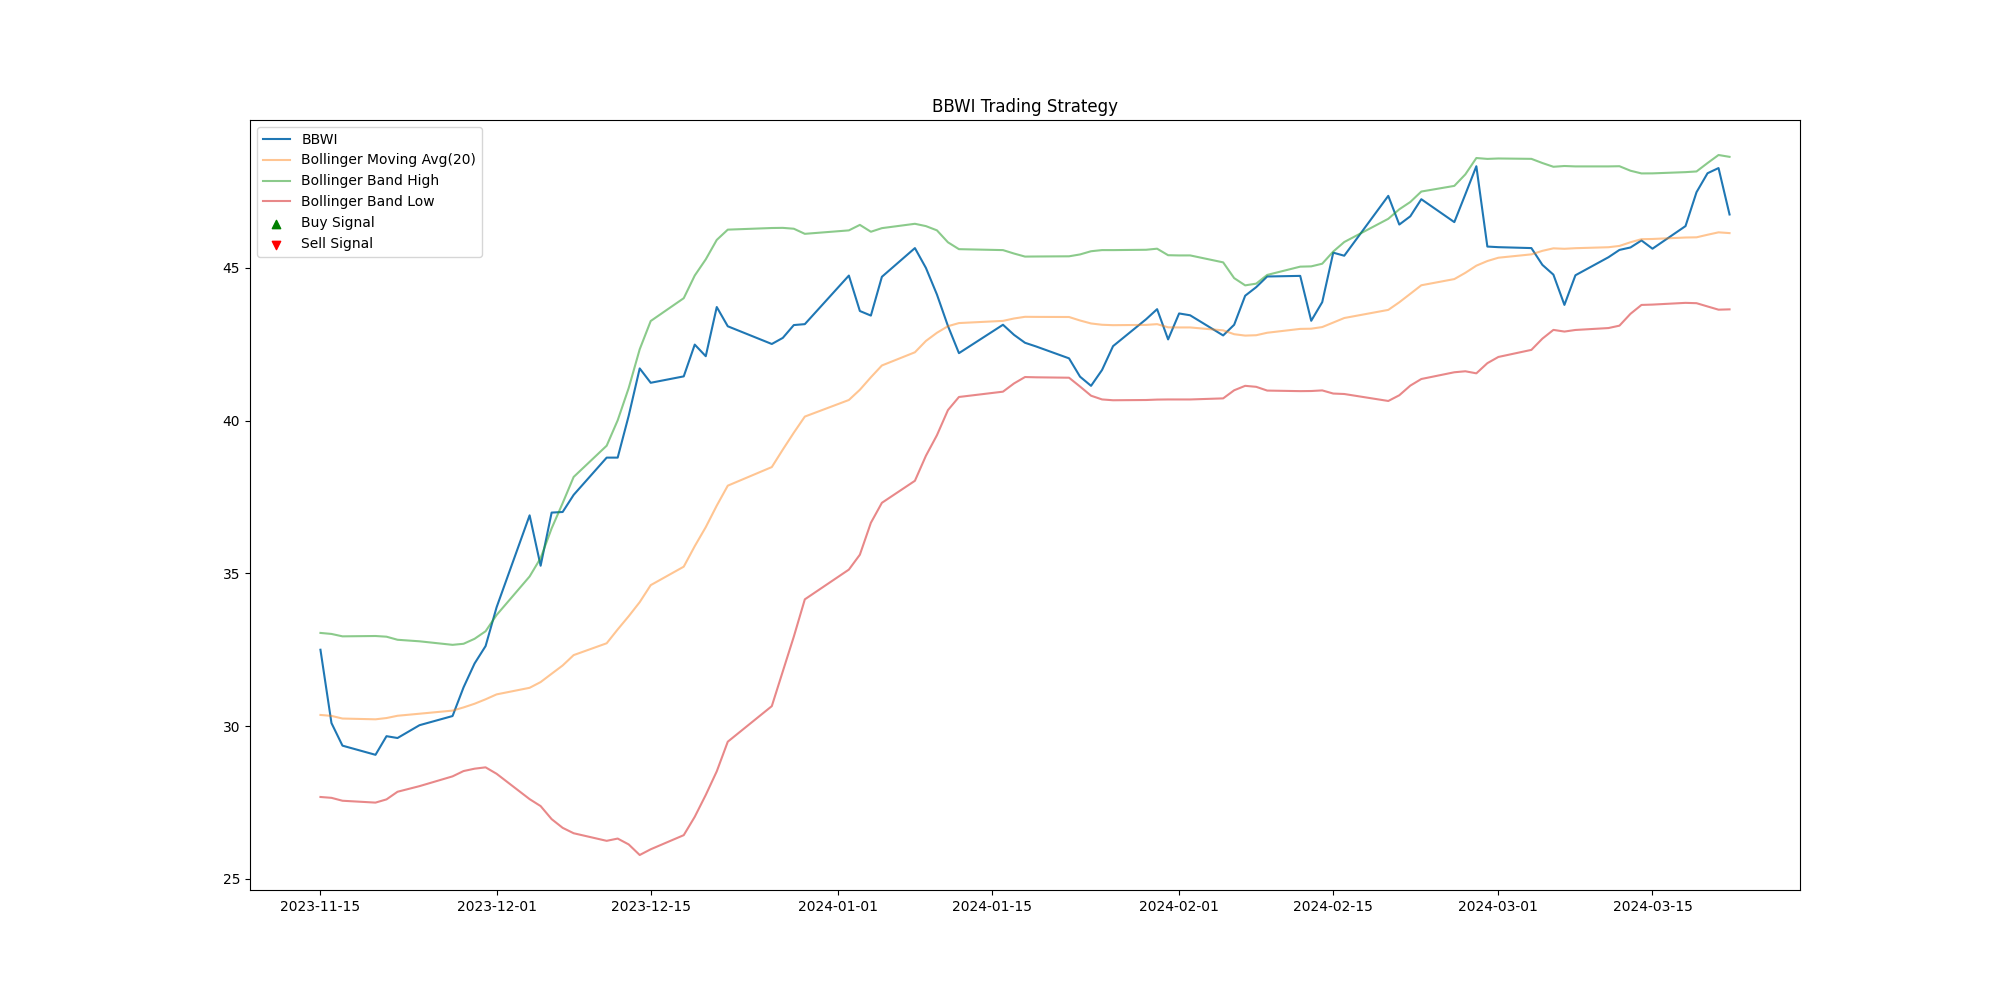 BBWI Trading Strategy
BBWI
Bollinger Moving Avg(20)
Bollinger Band High
Bollinger Band Low
Buy Signal
Sell Signal
45
40
35
30
25
2023-11-15 2023-12-01 2023-12-15 2024-01-01 2024-01-15 2024-02-01 2024-02-15 2024-03-01 2024-03-15